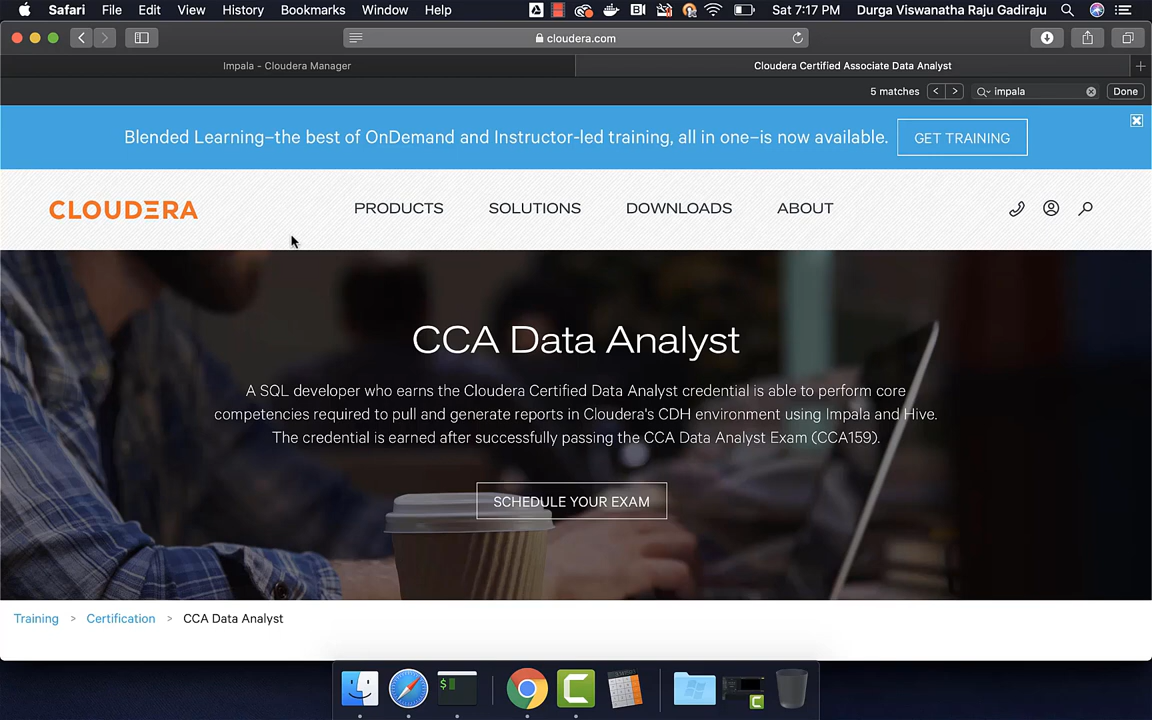 Safari File Edit View History Bookmarks Window Help Sat 7:17 PM Durga Viswanatha Raju Gadiraju
cloudera.com
Impala - Cloudera Manager Cloudera Certified Associate Data Analyst
5 matches impala Done
Blended Learning–the best of OnDemand and Instructor-led training, all in one–is now available. GET TRAINING
CLOUDERA PRODUCTS SOLUTIONS DOWNLOADS ABOUT
CCA Data Analyst
A SQL developer who earns the Cloudera Certified Data Analyst credential is able to perform core
competencies required to pull and generate reports in Cloudera's CDH environment using Impala and Hive.
The credential is earned after successfully passing the CCA Data Analyst Exam (CCA159).
SCHEDULE YOUR EXAM
Training > Certification > CCA Data Analyst